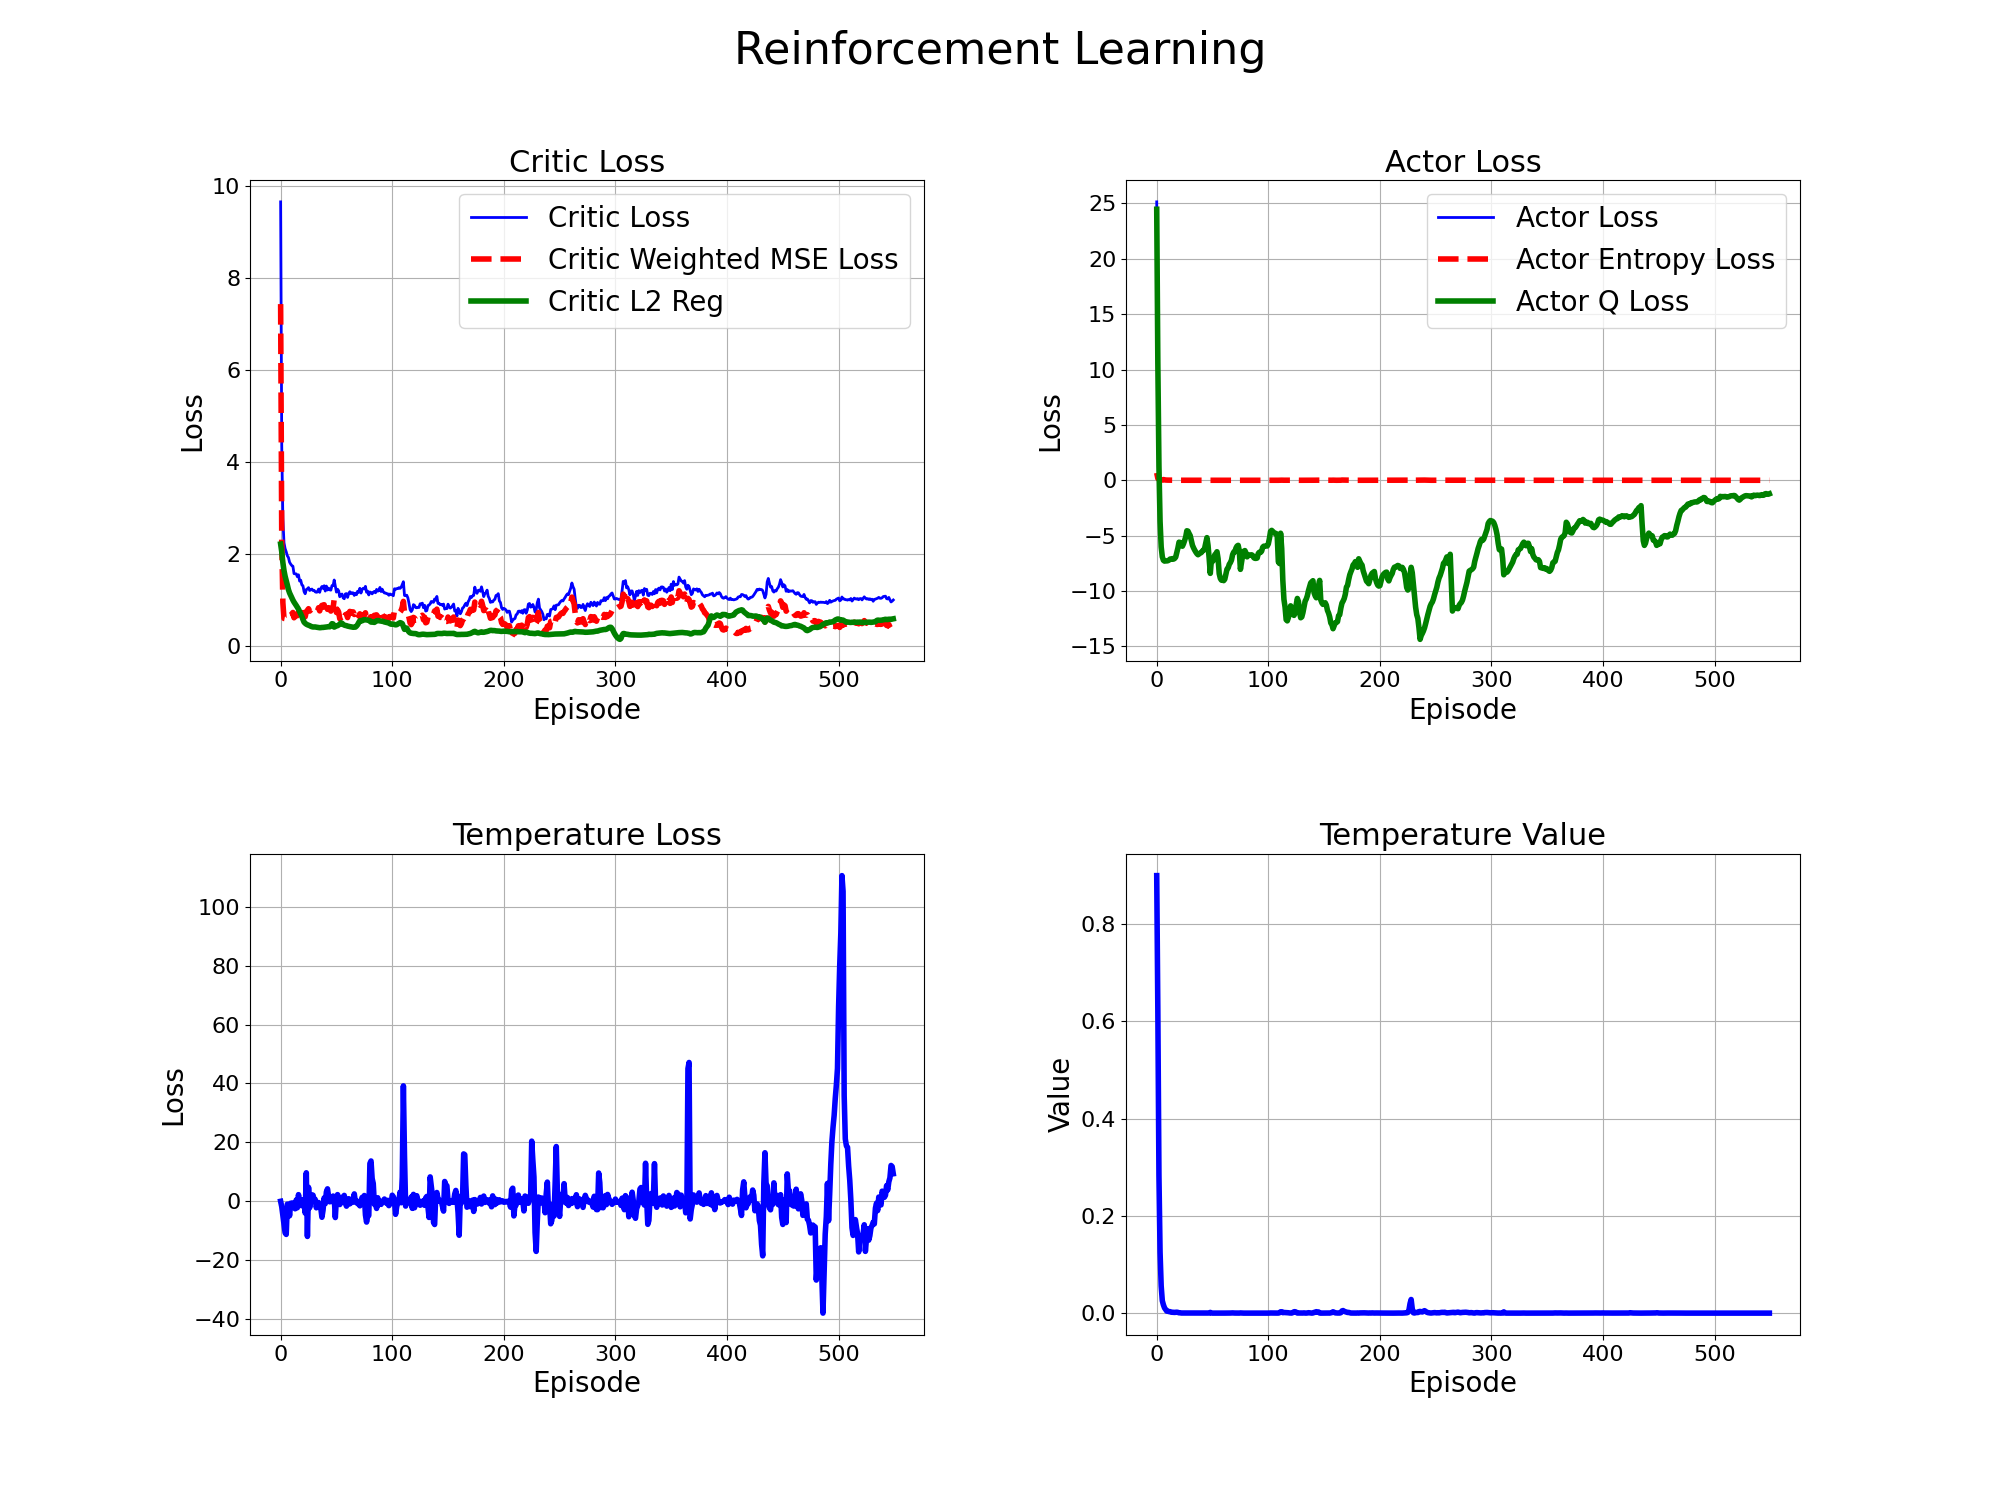 Reinforcement Learning
Critic Loss
10
8
6
4
2
0
Loss
Critic Loss
Critic Weighted MSE Loss
Critic L2 Reg
0 100 200 300 400 500
Episode
Actor Loss
25
20
15
10
5
0
−5
−10
−15
Loss
Actor Loss
Actor Entropy Loss
Actor Q Loss
0 100 200 300 400 500
Episode
Temperature Loss
100
80
60
40
20
0
−20
−40
Loss
0 100 200 300 400 500
Episode
Temperature Value
0.8
0.6
0.4
0.2
0.0
Value
0 100 200 300 400 500
Episode